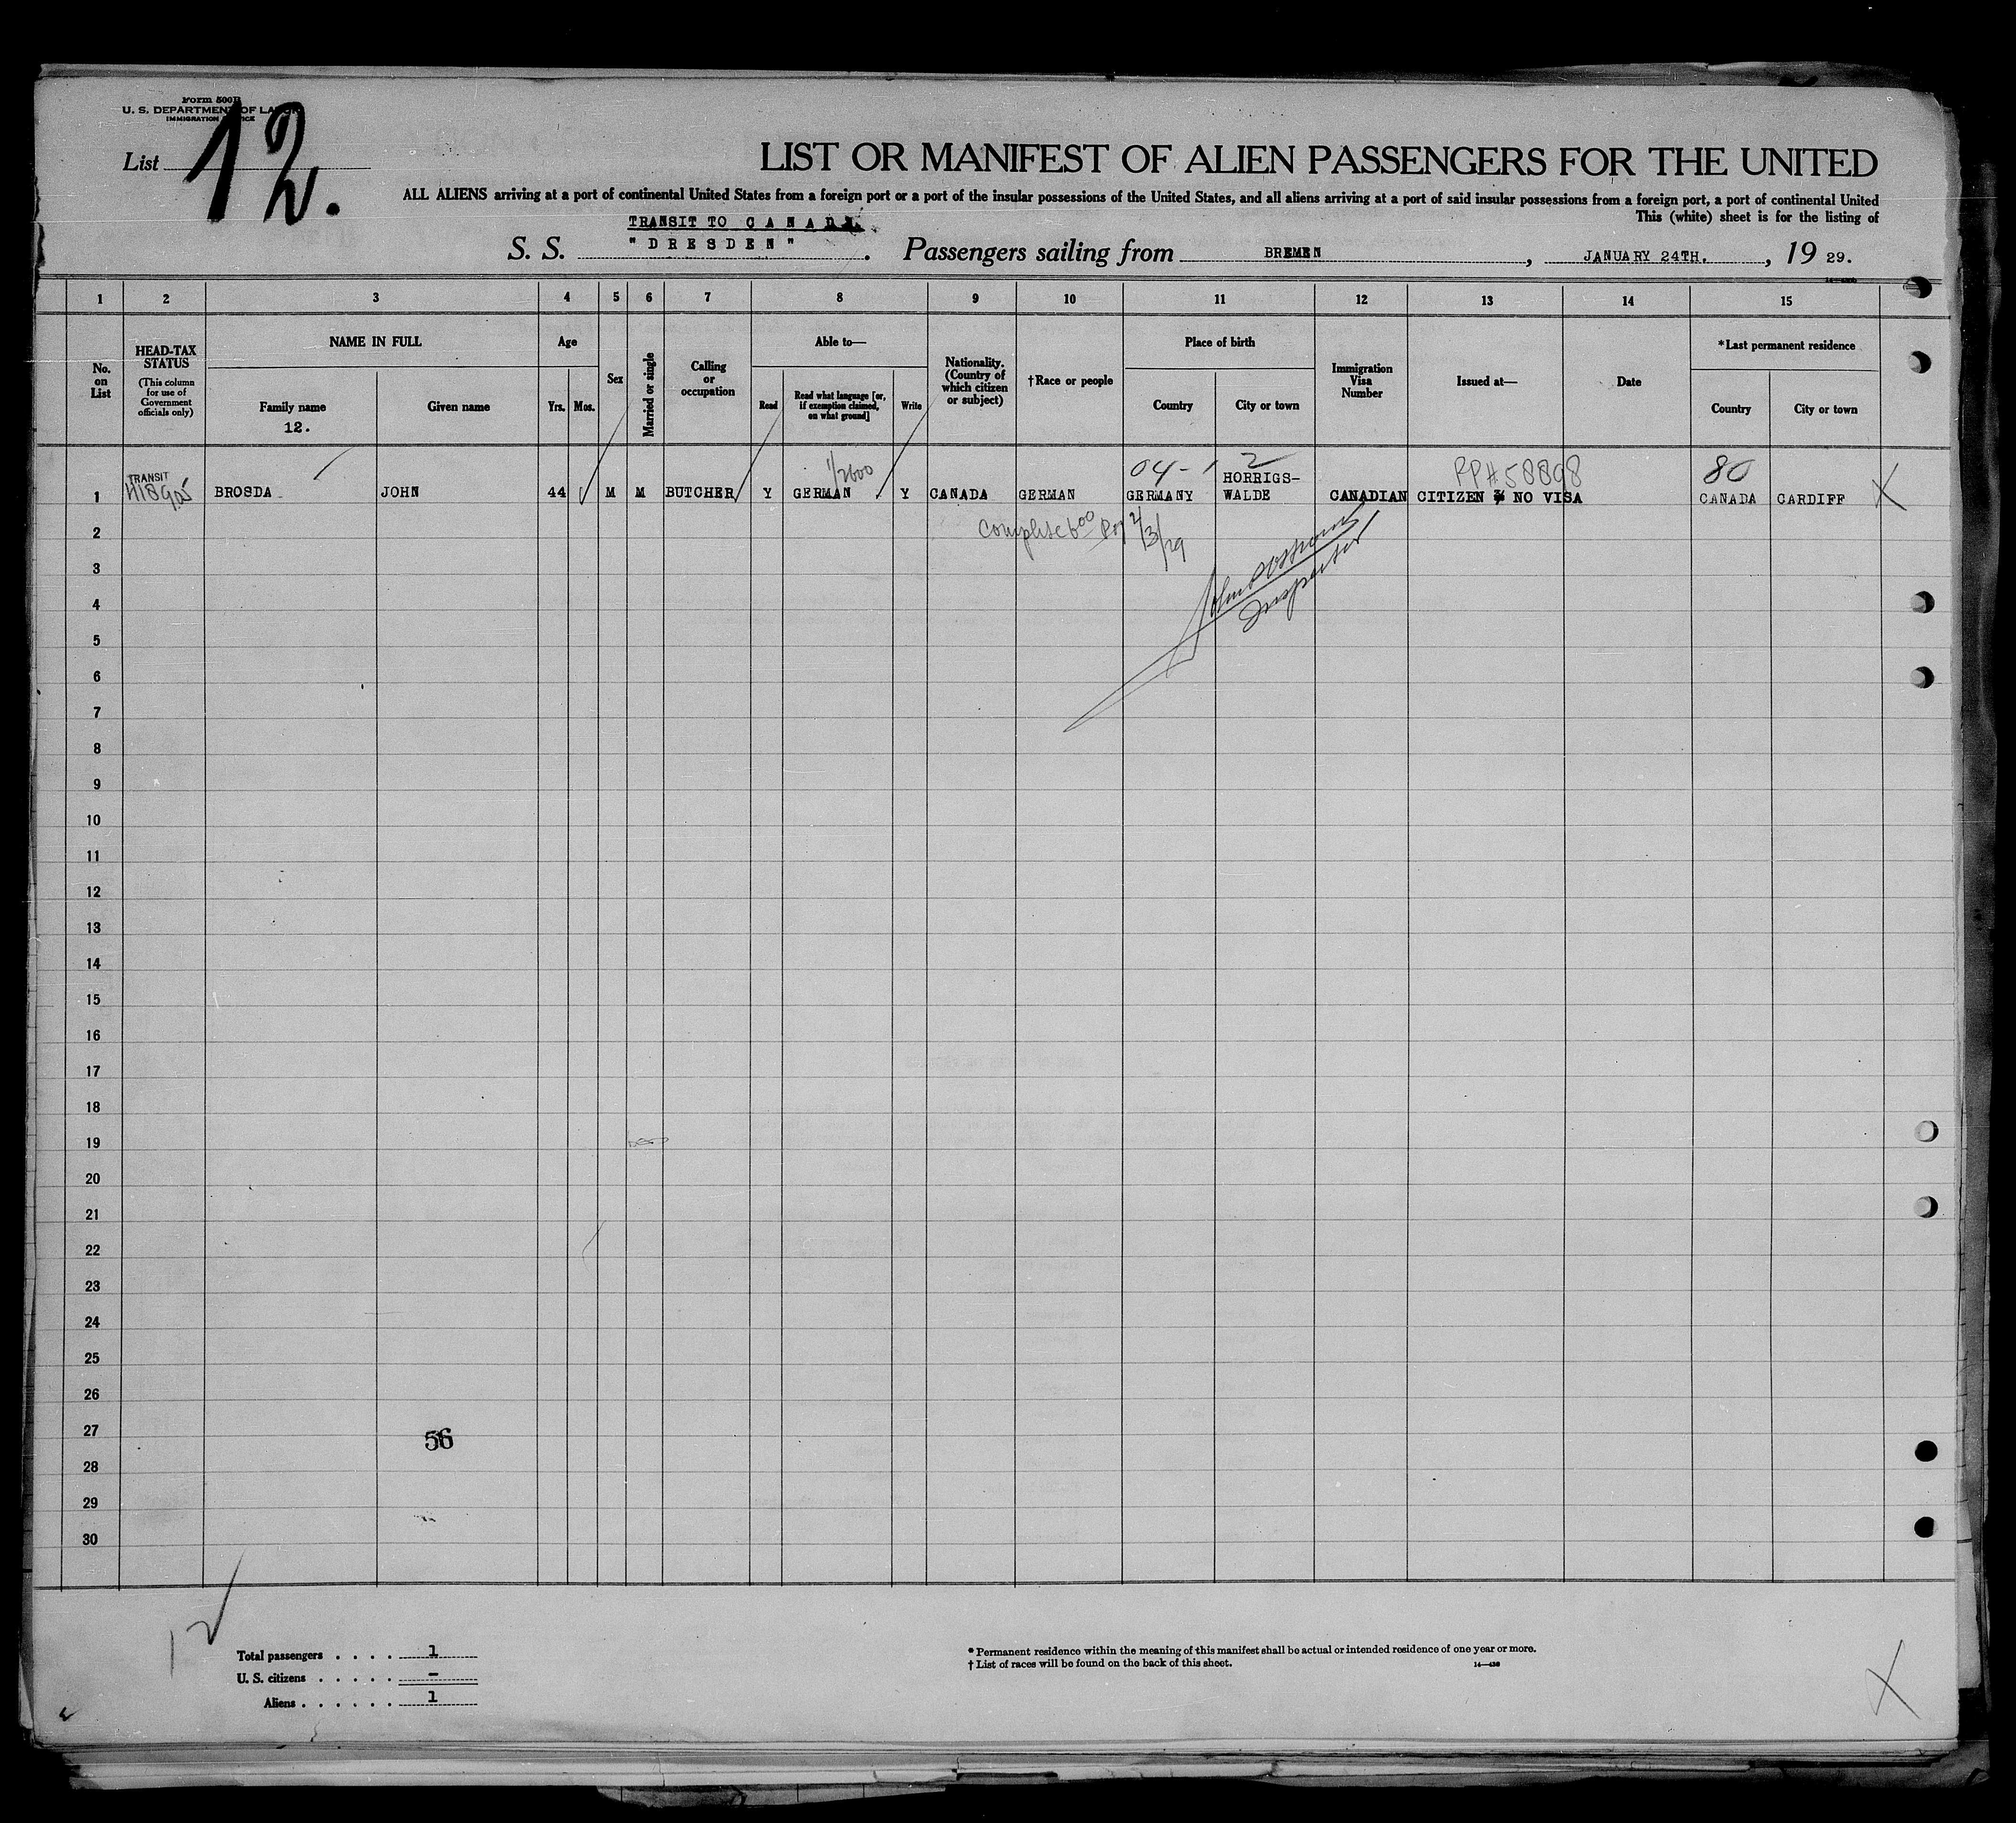 Form 500B
U. S. DEPARTMENT OF LABOR
IMMIGRATION SERVICE
List 12.
LIST OR MANIFEST OF ALIEN PASSENGERS FOR THE UNITED
ALL ALIENS arriving at a port of continental United States from a foreign port or a port of the insular possessions of the United States, and all aliens arriving at a port of said insular possessions from a foreign port, a port of continental United
This (white) sheet is for the listing of
TRANSIT TO CANADA.
S. S. "DRESDEN". Passengers sailing from BREMEN, JANUARY 24TH., 19 29.
1 2 3 4 5 6 7 8 9 10 11 12 13 14 15
No. on List
HEAD-TAX STATUS
(This column for use of Government officials only)
NAME IN FULL
Family name
12.
Given name
Age
Yrs. Mos.
Sex
Married or single
Calling or occupation
Able to—
Read
Read what language [or, if exemption claimed, on what ground]
Write
Nationality. (Country of which citizen or subject)
†Race or people
Place of birth
Country
City or town
Immigration Visa Number
Issued at—
Date
*Last permanent residence
Country
City or town
04- 2 PP# 58898 80
1 TRANSIT BROSDA JOHN 44 M M BUTCHER Y GERMAN Y CANADA GERMAN GERMANY HORRIGS-WALDE CANADIAN CITIZEN NO VISA CANADA CARDIFF X
2/3/29
Inspector
2
3
4
5
6
7
8
9
10
11
12
13
14
15
16
17
18
19
20
21
22
23
24
25
26
27
56
28
29
30
12
Total passengers . . . . 1
U. S. citizens . . . . . –
Aliens . . . . . . 1
* Permanent residence within the meaning of this manifest shall be actual or intended residence of one year or more.
† List of races will be found on the back of this sheet.
X